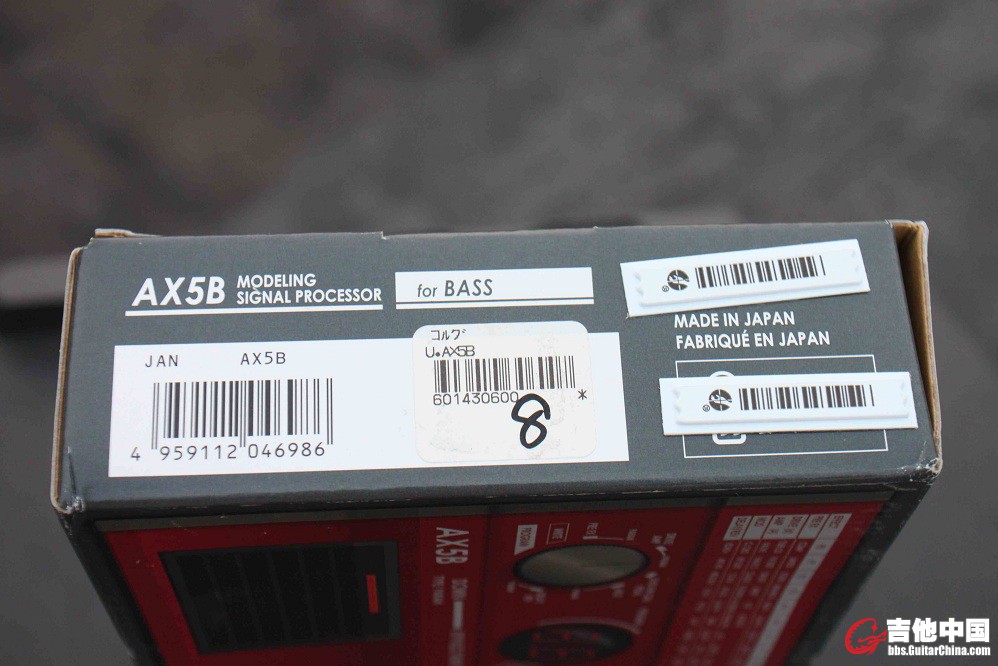 AX5B MODELING
SIGNAL PROCESSOR
for BASS
MADE IN JAPAN
FABRIQUÉ EN JAPAN
JAN AX5B
4 959112 046986
コルグ
U.AX5B
601430600 *
8
AX5B
吉他中国
bbs.GuitarChina.com